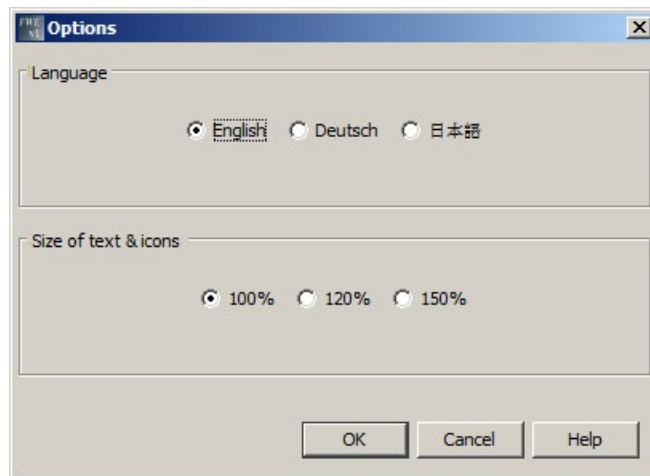 Options
Language
English Deutsch 日本語
Size of text & icons
100% 120% 150%
OK Cancel Help